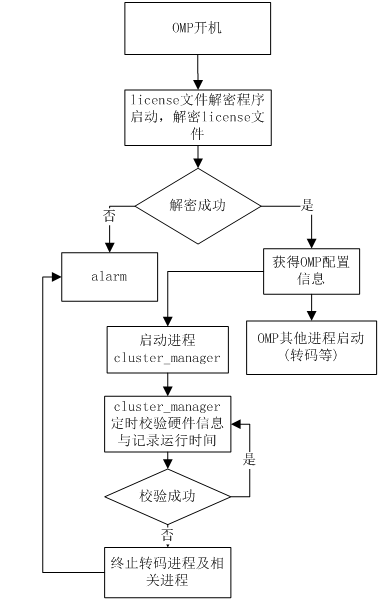 OMP开机
license文件解密程序
启动，解密license文
件
解密成功
否
是
alarm
获得OMP配置
信息
启动进程
cluster_manager
OMP其他进程启动
(转码等)
cluster_manager
定时校验硬件信息
与记录运行时间
是
校验成功
否
终止转码进程及相
关进程